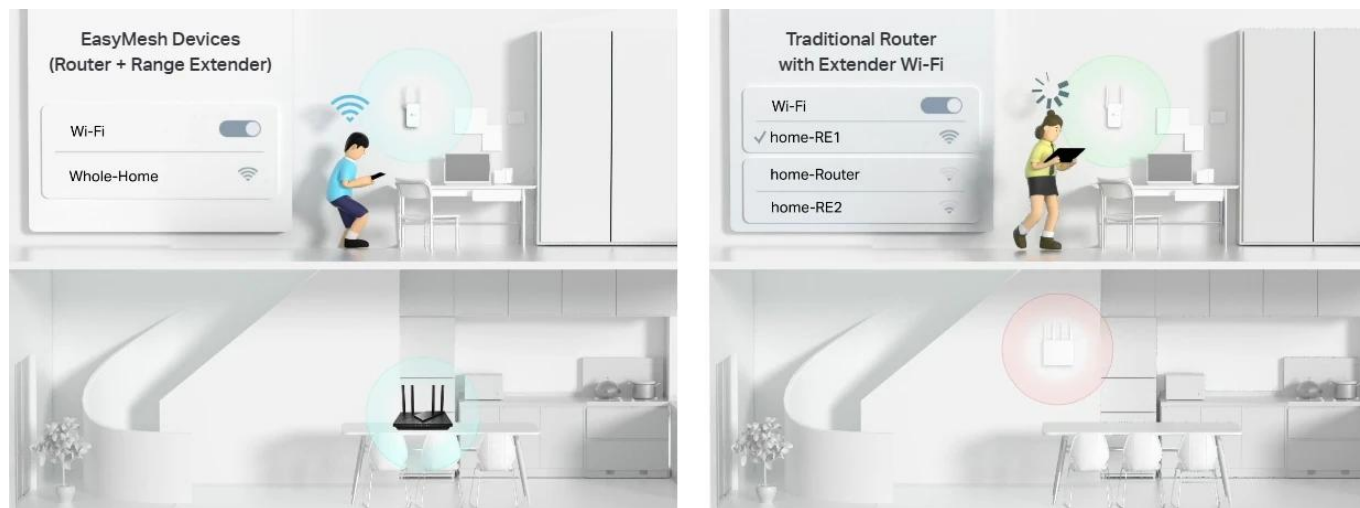 EasyMesh Devices
(Router + Range Extender)
Wi-Fi
Whole-Home
Traditional Router
with Extender Wi-Fi
Wi-Fi
home-RE1
home-Router
home-RE2